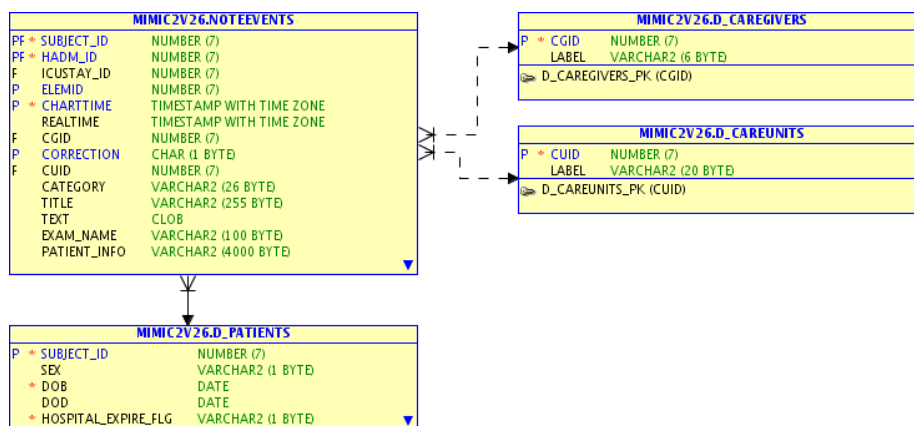 MIMIC2V26.NOTEEVENTS
PF * SUBJECT_ID NUMBER (7)
PF * HADM_ID NUMBER (7)
F ICUSTAY_ID NUMBER (7)
P ELEMID NUMBER (7)
P * CHARTTIME TIMESTAMP WITH TIME ZONE
REALTIME TIMESTAMP WITH TIME ZONE
F CGID NUMBER (7)
P CORRECTION CHAR (1 BYTE)
F CUID NUMBER (7)
CATEGORY VARCHAR2 (26 BYTE)
TITLE VARCHAR2 (255 BYTE)
TEXT CLOB
EXAM_NAME VARCHAR2 (100 BYTE)
PATIENT_INFO VARCHAR2 (4000 BYTE)
MIMIC2V26.D_CAREGIVERS
P * CGID NUMBER (7)
LABEL VARCHAR2 (6 BYTE)
D_CAREGIVERS_PK (CGID)
MIMIC2V26.D_CAREUNITS
P * CUID NUMBER (7)
LABEL VARCHAR2 (20 BYTE)
D_CAREUNITS_PK (CUID)
MIMIC2V26.D_PATIENTS
P * SUBJECT_ID NUMBER (7)
SEX VARCHAR2 (1 BYTE)
* DOB DATE
DOD DATE
* HOSPITAL_EXPIRE_FLG VARCHAR2 (1 BYTE)